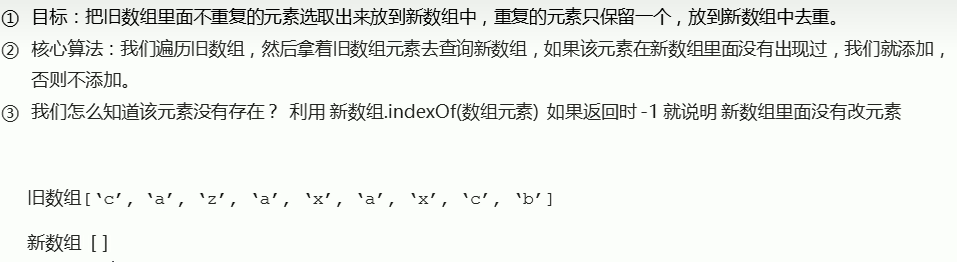 ① 目标：把旧数组里面不重复的元素选取出来放到新数组中，重复的元素只保留一个，放到新数组中去重。
② 核心算法：我们遍历旧数组，然后拿着旧数组元素去查询新数组，如果该元素在新数组里面没有出现过，我们就添加，
否则不添加。
③ 我们怎么知道该元素没有存在？ 利用 新数组.indexOf(数组元素) 如果返回时 -1 就说明 新数组里面没有改元素
旧数组[‘c’, ‘a’, ‘z’, ‘a’, ‘x’, ‘a’, ‘x’, ‘c’, ‘b’]
新数组 [ ]